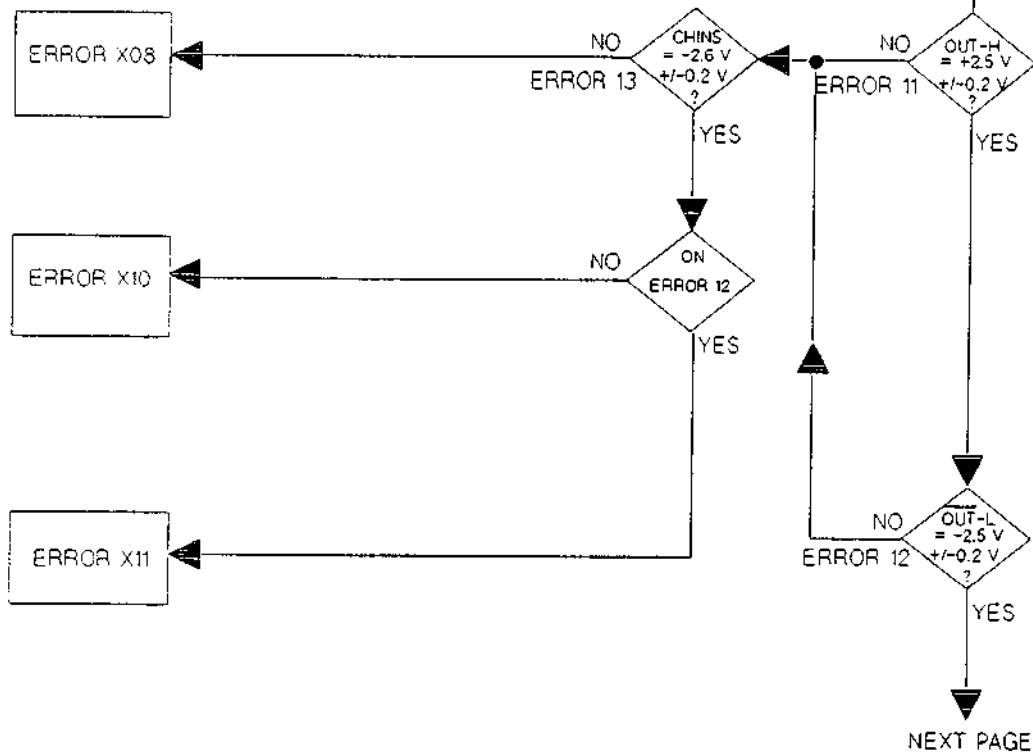 ERROR X08
NO
ERROR 13
CHINS
= -2.6 V
+/-0.2 V
?
YES
NO
ERROR 11
OUT-H
= +2.5 V
+/-0.2 V
?
YES
ERROR X10
NO
ON
ERROR 12
YES
ERROR X11
NO
ERROR 12
OUT-L
= -2.5 V
+/-0.2 V
?
YES
NEXT PAGE